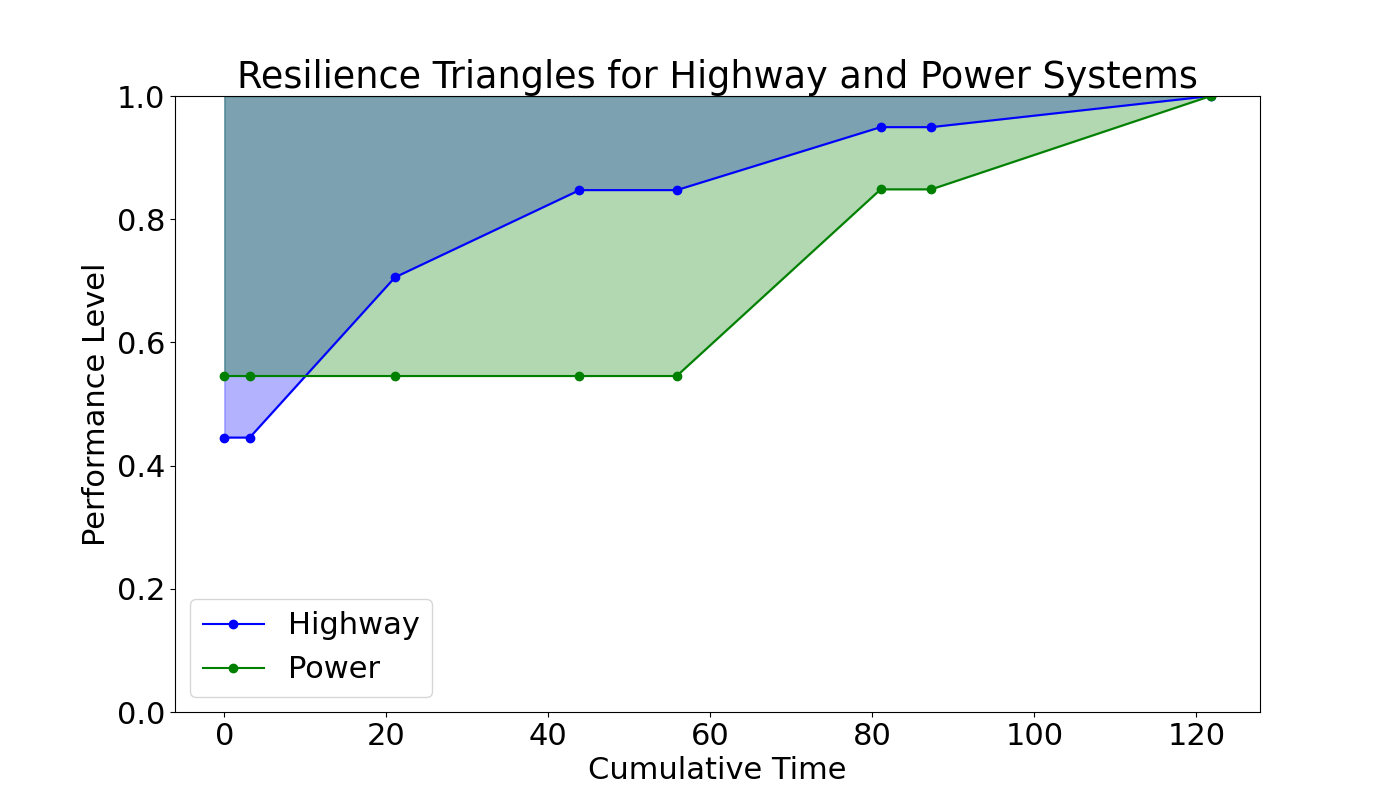 Resilience Triangles for Highway and Power Systems
1.0
0.8
0.6
0.4
0.2
0.0
Performance Level
Highway
Power
0 20 40 60 80 100 120
Cumulative Time